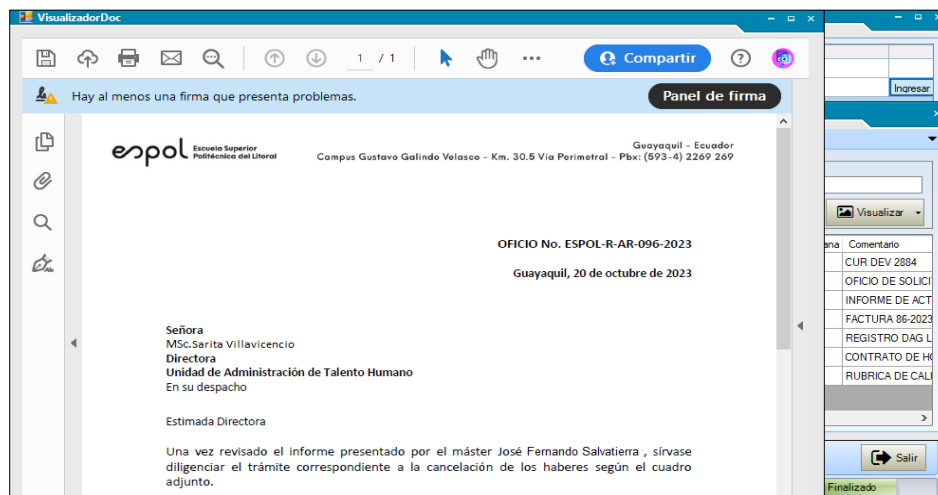 VisualizadorDoc
1 / 1
Compartir
Hay al menos una firma que presenta problemas.
Panel de firma
espol Escuela Superior
Politécnica del Litoral
Guayaquil - Ecuador
Campus Gustavo Galindo Velasco - Km. 30.5 Vía Perimetral - Pbx: (593-4) 2269 269
OFICIO No. ESPOL-R-AR-096-2023
Guayaquil, 20 de octubre de 2023
Señora
MSc.Sarita Villavicencio
Directora
Unidad de Administración de Talento Humano
En su despacho
Estimada Directora
Una vez revisado el informe presentado por el máster José Fernando Salvatierra , sírvase
diligenciar el trámite correspondiente a la cancelación de los haberes según el cuadro
adjunto.
Ingresar
Visualizar
ana Comentario
CUR DEV 2884
OFICIO DE SOLICI
INFORME DE ACT
FACTURA 86-2023
REGISTRO DAG L
CONTRATO DE HO
RUBRICA DE CALI
Salir
Finalizado